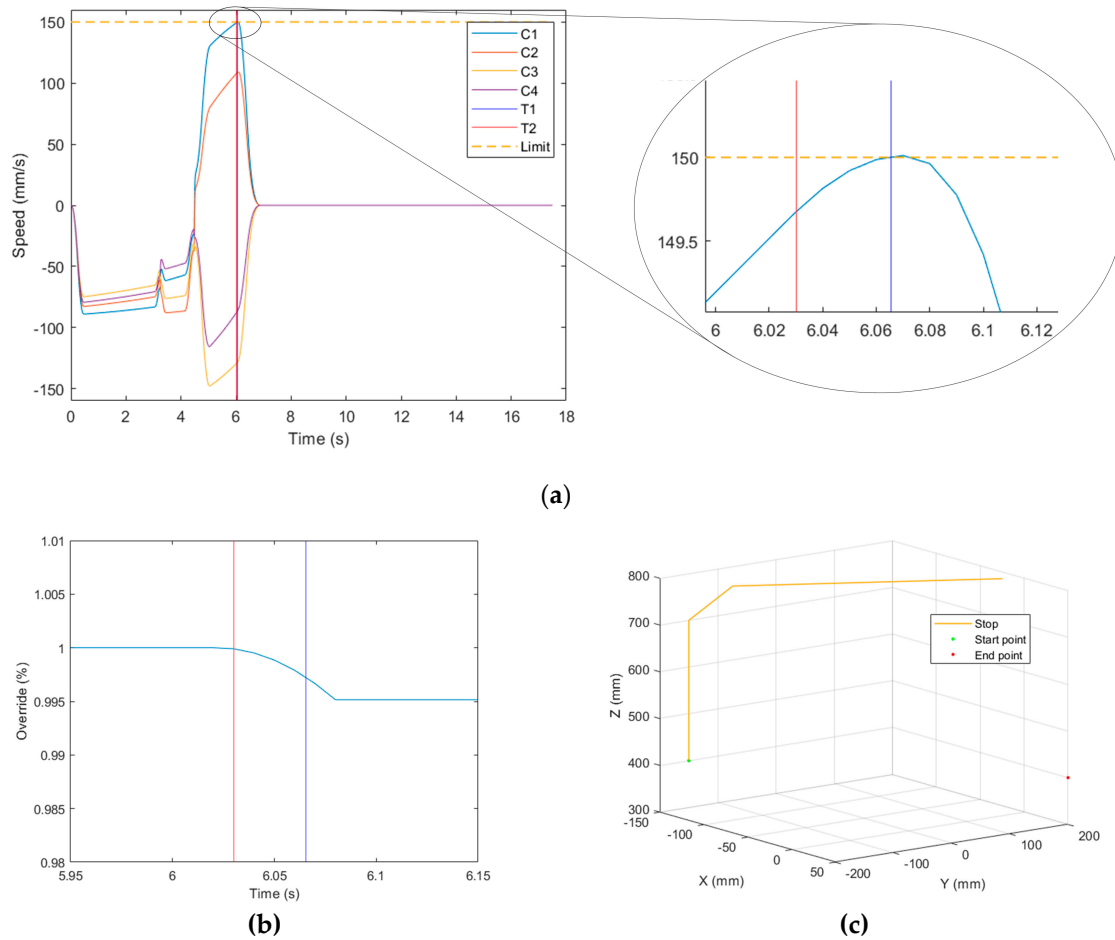 150
100
50
0
-50
-100
-150
Speed (mm/s)
0 2 4 6 8 10 12 14 16 18
Time (s)
C1
C2
C3
C4
T1
T2
Limit
150
149.5
6 6.02 6.04 6.06 6.08 6.1 6.12
(a)
1.01
1.005
1
0.995
0.99
0.985
0.98
Override (%)
5.95 6 6.05 6.1 6.15
Time (s)
(b)
800
700
600
500
400
300
Z (mm)
-150 -100 -50 0 50
X (mm)
-200 -100 0 100 200
Y (mm)
Stop
Start point
End point
(c)